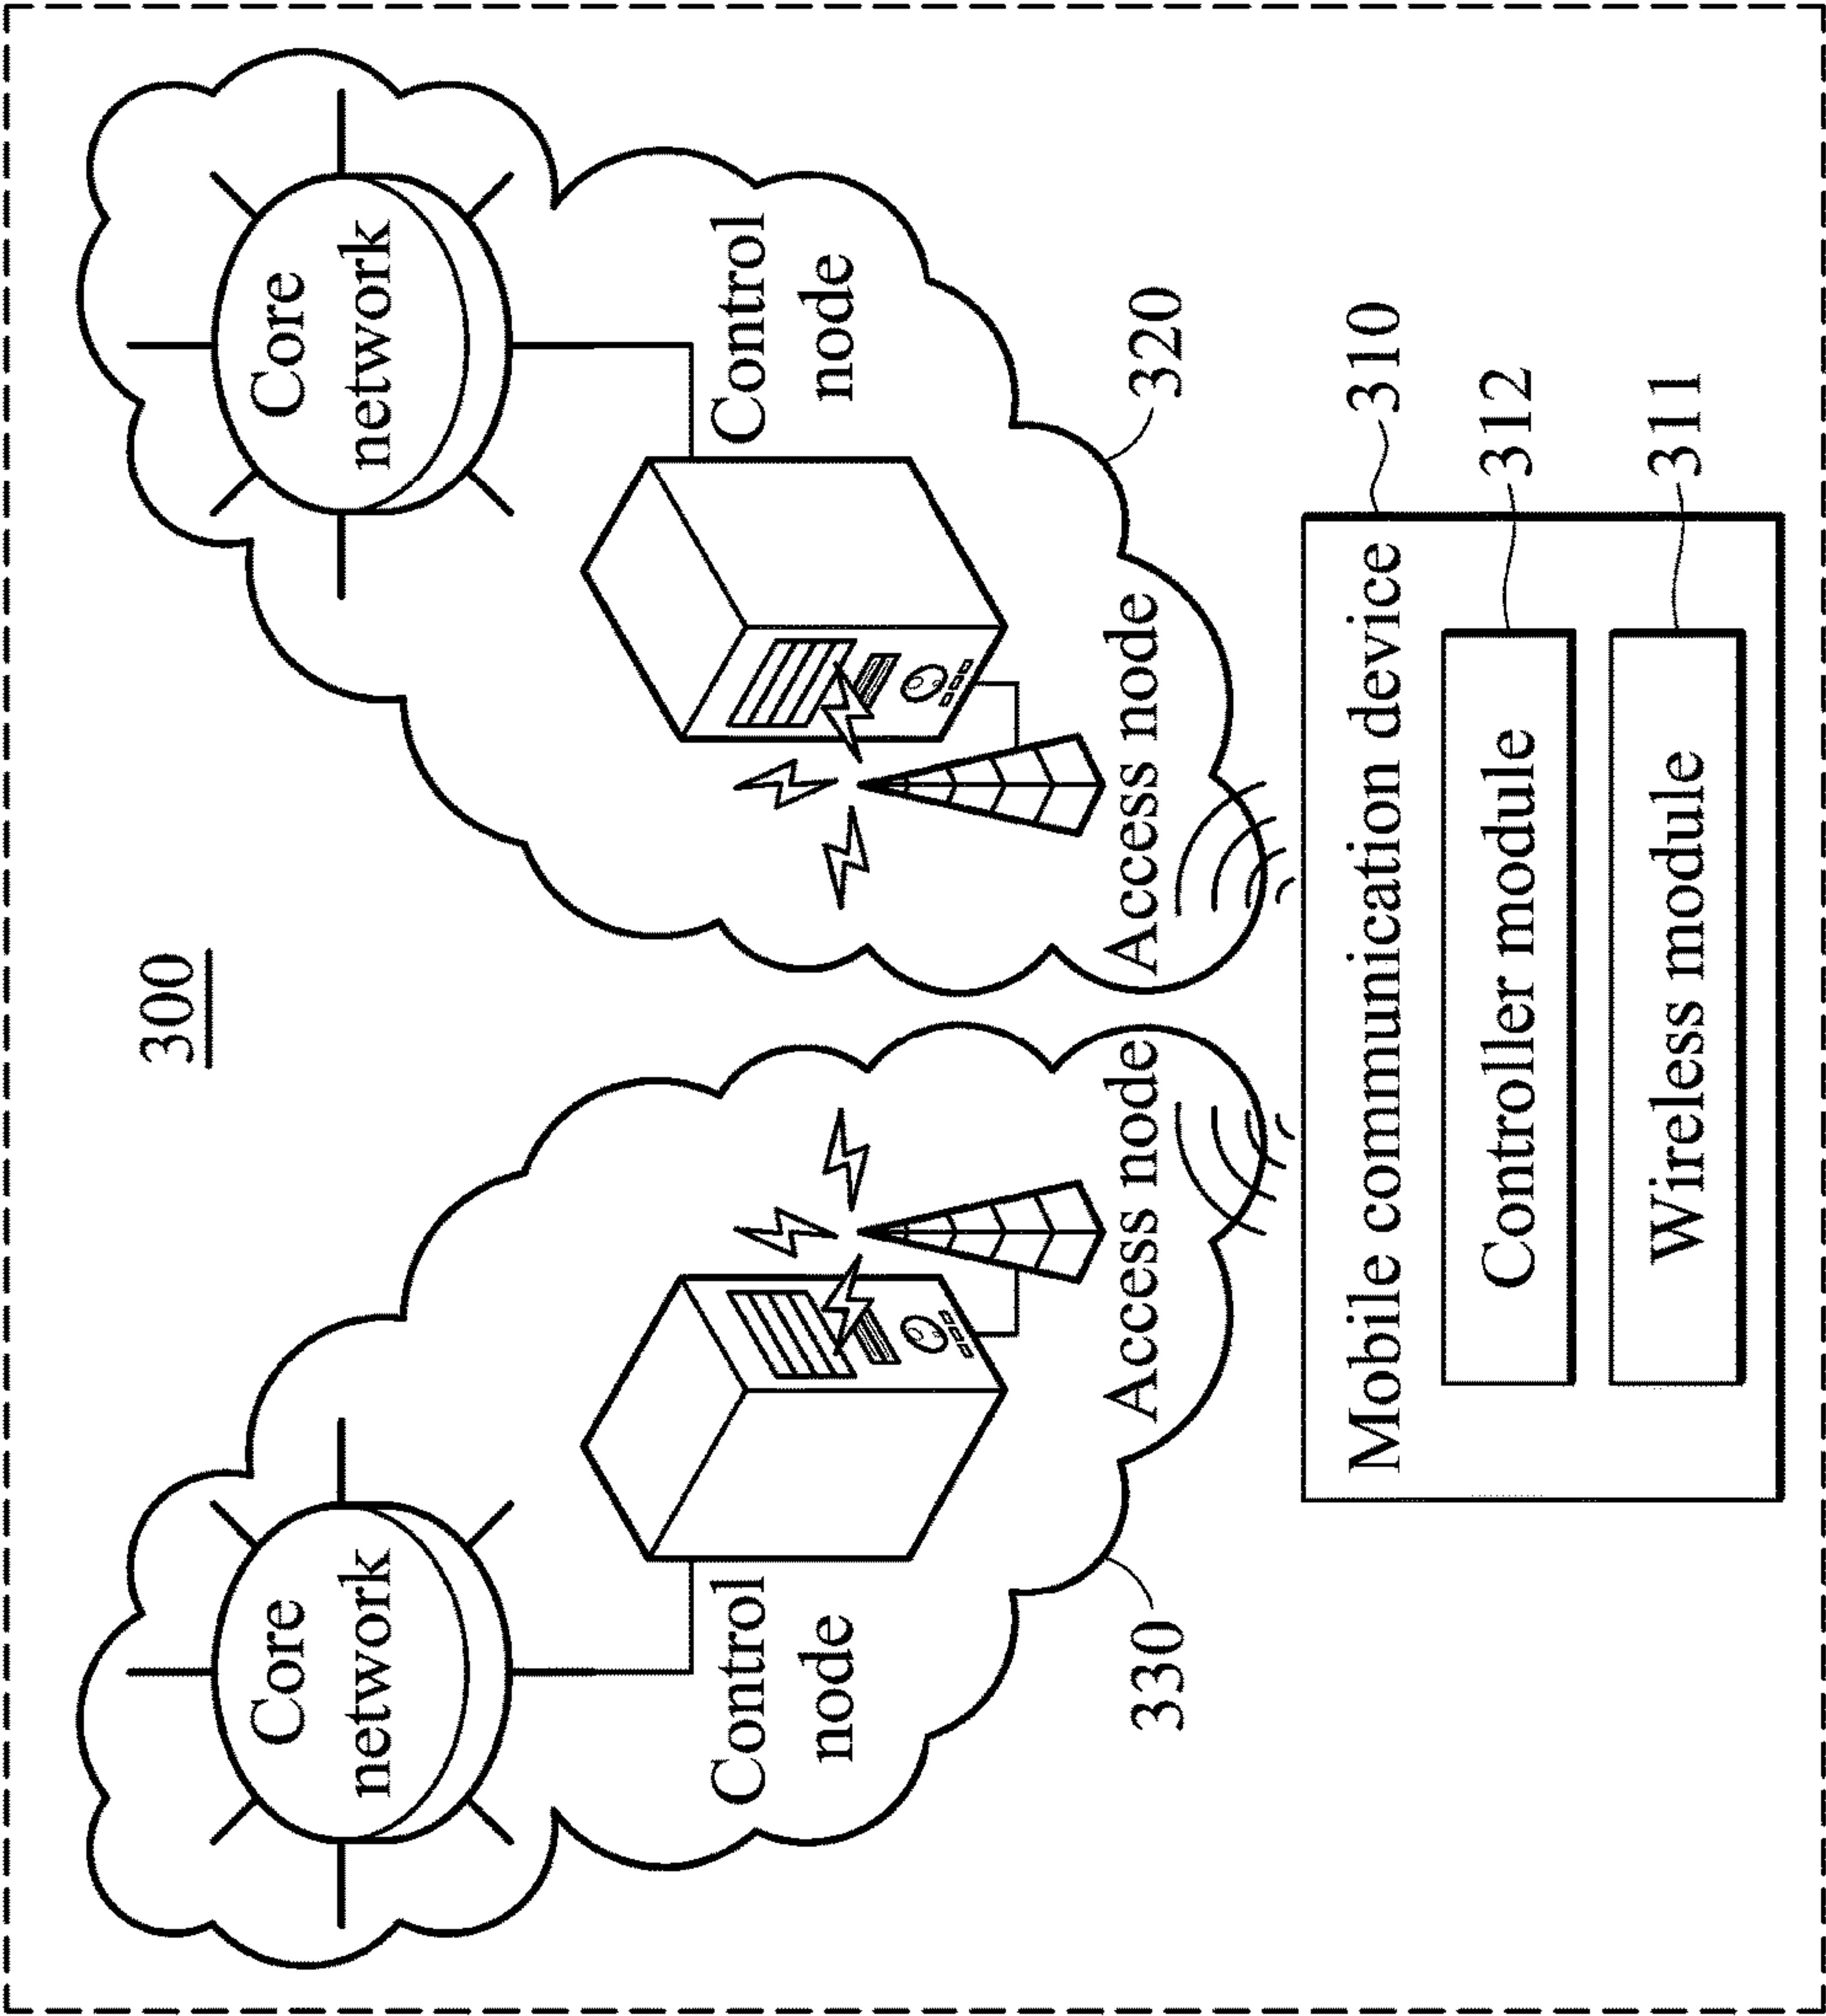 300
Core
network
Core
network
Control
node
Control
node
Access node
Access node
330
320
Mobile communication device
310
Controller module
312
Wireless module
311